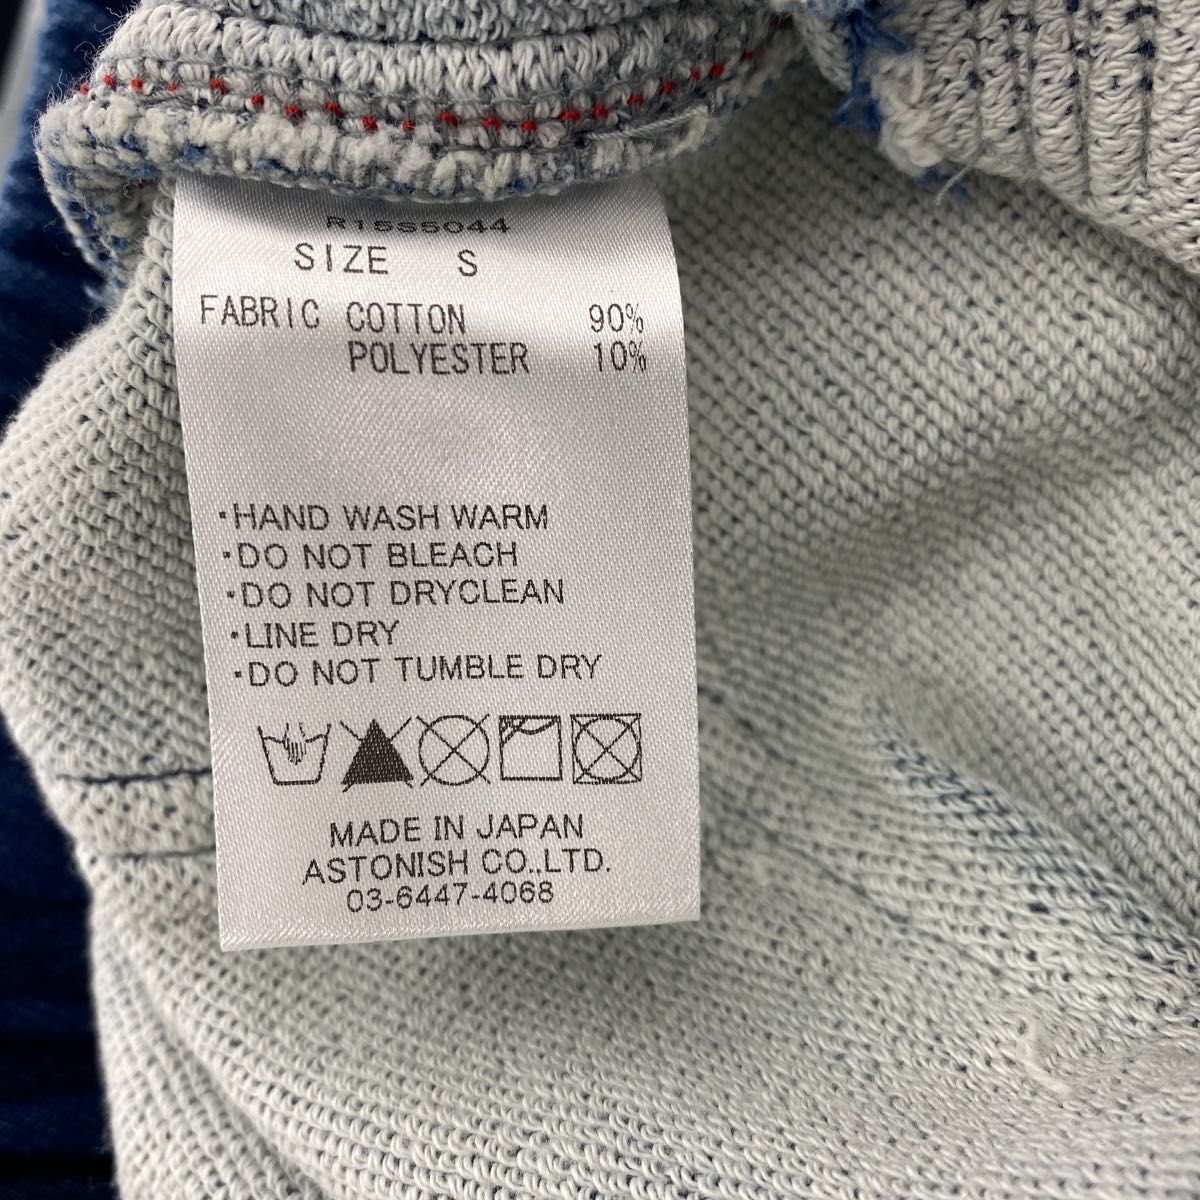 R15S5044
SIZE S
FABRIC COTTON 90%
POLYESTER 10%
・HAND WASH WARM
・DO NOT BLEACH
・DO NOT DRYCLEAN
・LINE DRY
・DO NOT TUMBLE DRY
MADE IN JAPAN
ASTONISH CO.,LTD.
03-6447-4068